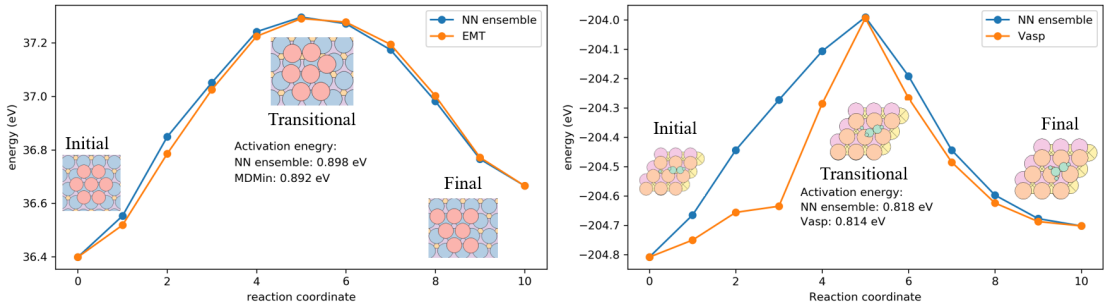 NN ensemble
EMT
Initial
Transitional
Activation enegry:
NN ensemble: 0.898 eV
MDMin: 0.892 eV
Final
energy (eV)
37.2
37.0
36.8
36.6
36.4
0
2
4
6
8
10
reaction coordinate
NN ensemble
Vasp
Initial
Transitional
Activation energy:
NN ensemble: 0.818 eV
Vasp: 0.814 eV
Final
energy (eV)
−204.0
−204.1
−204.2
−204.3
−204.4
−204.5
−204.6
−204.7
−204.8
0
2
4
6
8
10
Reaction coordinate